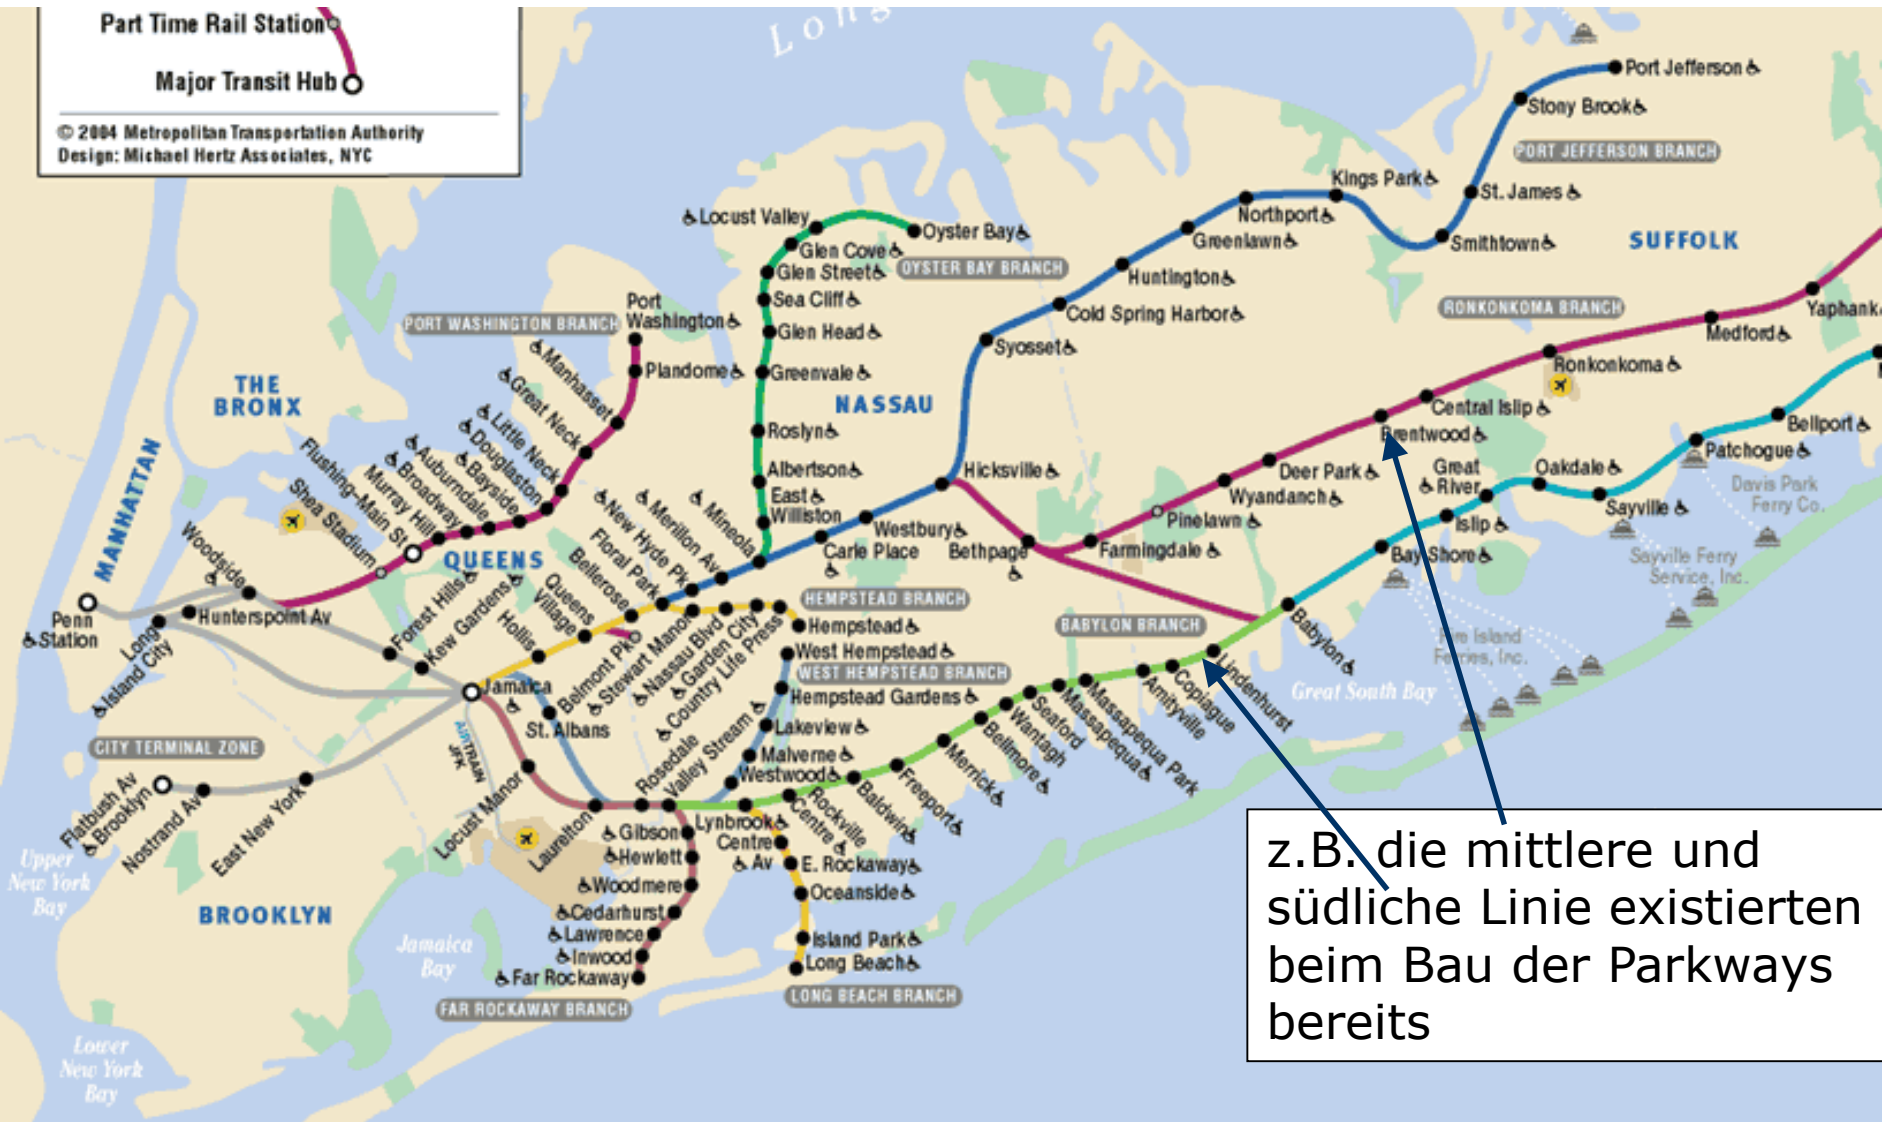 Part Time Rail Station
Major Transit Hub
© 2004 Metropolitan Transportation Authority
Design: Michael Hertz Associates, NYC
Long
Port Jefferson
Stony Brook
PORT JEFFERSON BRANCH
St. James
Kings Park
Northport
Smithtown
Greenlawn
SUFFOLK
Huntington
Cold Spring Harbor
Syosset
Locust Valley
Oyster Bay
Glen Cove
OYSTER BAY BRANCH
Glen Street
Sea Cliff
Glen Head
Greenvale
Roslyn
Albertson
East
Williston
NASSAU
RONKONKOMA BRANCH
Yaphank
Medford
Ronkonkoma
Central Islip
Brentwood
Deer Park
Wyandanch
Pinelawn
Farmingdale
Bethpage
Hicksville
Westbury
Carle Place
Mineola
Merillon Av
New Hyde Pk
Floral Park
Bellerose
Queens
Village
Hollis
PORT WASHINGTON BRANCH
Port
Washington
Plandome
Manhasset
Great Neck
Little Neck
Douglaston
Bayside
Auburndale
Broadway
Murray Hill
Flushing–Main St
Shea Stadium
Woodside
THE
BRONX
MANHATTAN
QUEENS
Penn
Station
Hunterspoint Av
Long
Island City
Forest Hills
Kew Gardens
Jamaica
AIRTRAIN
JFK
CITY TERMINAL ZONE
Flatbush Av
Brooklyn
Nostrand Av
East New York
BROOKLYN
Upper
New York
Bay
Lower
New York
Bay
Jamaica
Bay
Belmont Pk
Stewart Manor
Nassau Blvd
Garden City
Country Life Press
HEMPSTEAD BRANCH
Hempstead
West Hempstead
WEST HEMPSTEAD BRANCH
Hempstead Gardens
Lakeview
Malverne
Westwood
St. Albans
Locust Manor
Laurelton
Rosedale
Valley Stream
Gibson
Hewlett
Woodmere
Cedarhurst
Lawrence
Inwood
Far Rockaway
FAR ROCKAWAY BRANCH
Lynbrook
Centre
Av
E. Rockaway
Oceanside
Island Park
Long Beach
LONG BEACH BRANCH
Rockville
Centre
Baldwin
Freeport
Merrick
Bellmore
Wantagh
Seaford
Massapequa
Massapequa Park
Amityville
Copiague
Lindenhurst
BABYLON BRANCH
Babylon
Bay Shore
Islip
Great
River
Oakdale
Sayville
Patchogue
Bellport
Davis Park
Ferry Co.
Sayville Ferry
Service, Inc.
Fire Island
Ferries, Inc.
Great South Bay
z.B. die mittlere und
südliche Linie existierten
beim Bau der Parkways
bereits